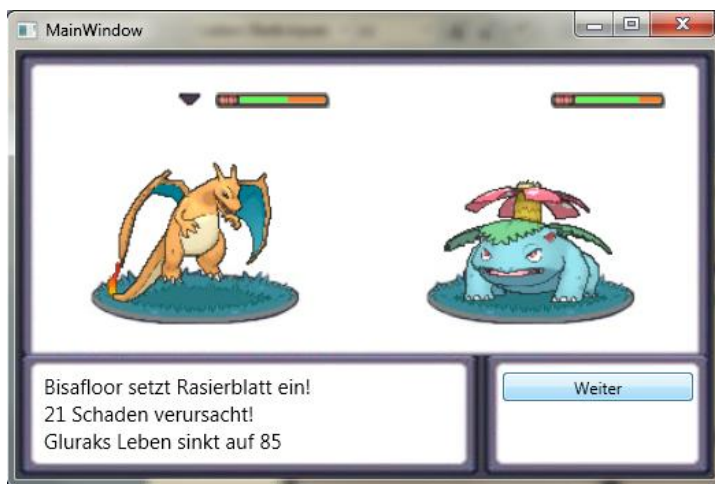 MainWindow
Bisafloor setzt Rasierblatt ein!
21 Schaden verursacht!
Gluraks Leben sinkt auf 85
Weiter